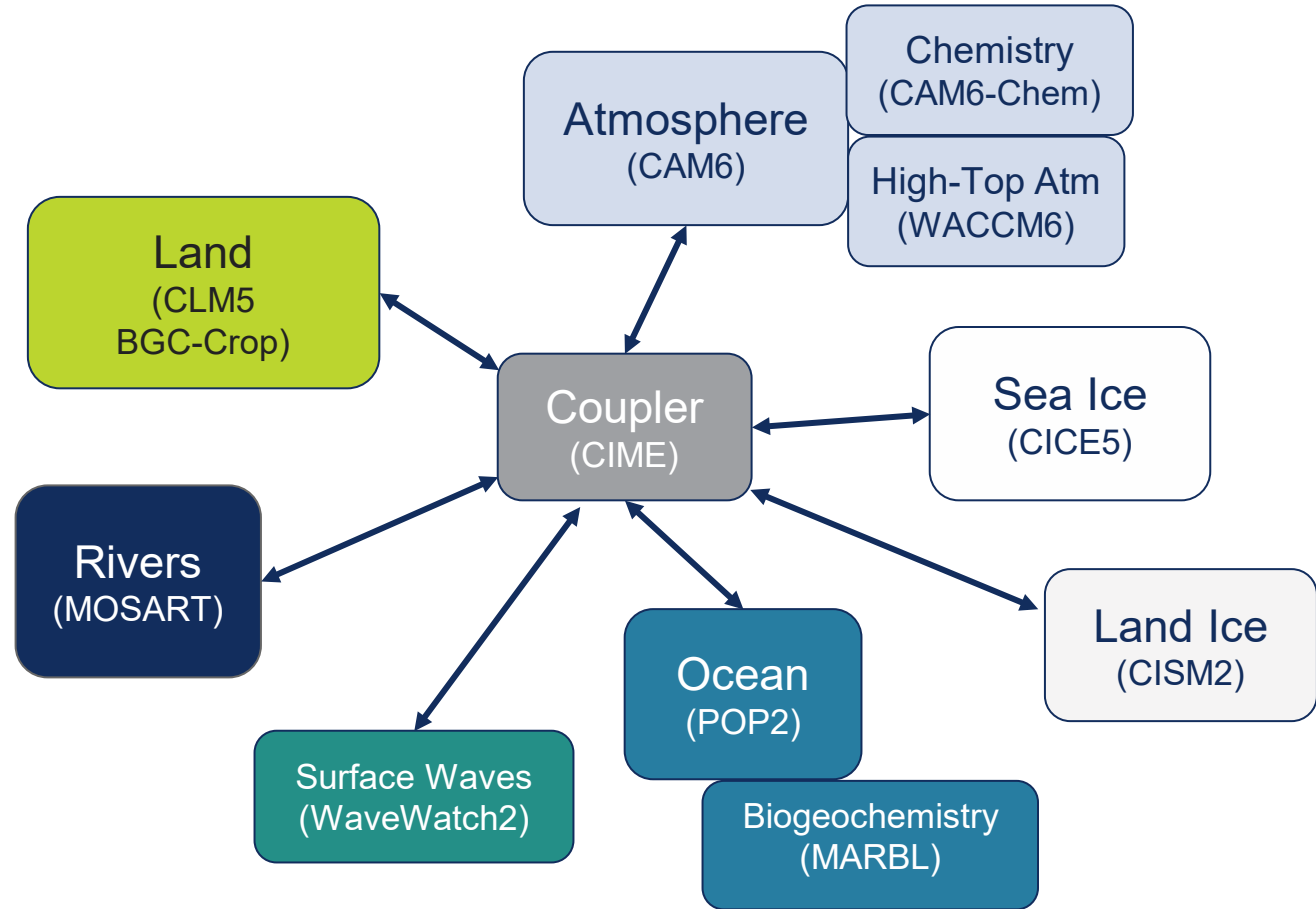 Chemistry
(CAM6-Chem)
Atmosphere
(CAM6)
High-Top Atm
(WACCM6)
Land
(CLM5
BGC-Crop)
Coupler
(CIME)
Sea Ice
(CICE5)
Rivers
(MOSART)
Land Ice
(CISM2)
Ocean
(POP2)
Surface Waves
(WaveWatch2)
Biogeochemistry
(MARBL)